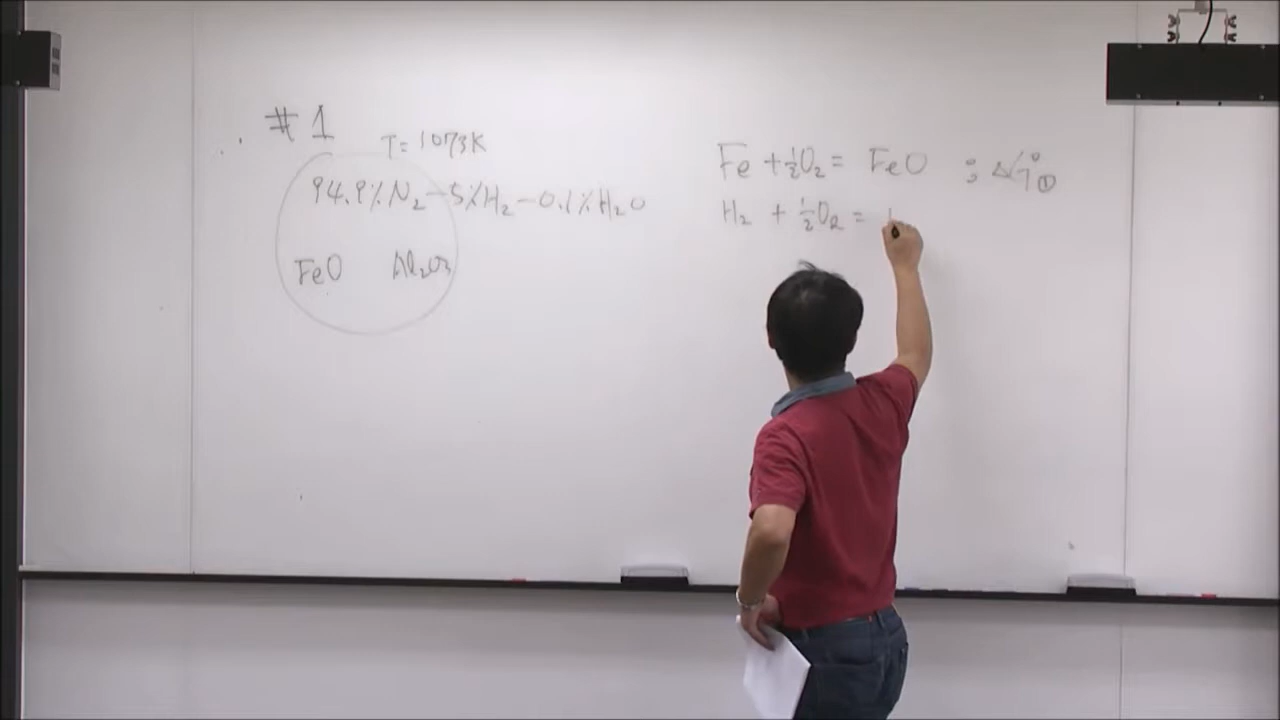 #1
T=1073K
94.9%N₂-5%H₂-0.1%H₂O
FeO Al₂O₃
Fe + ½O₂ = FeO ; ΔG°①
H₂ + ½O₂ =